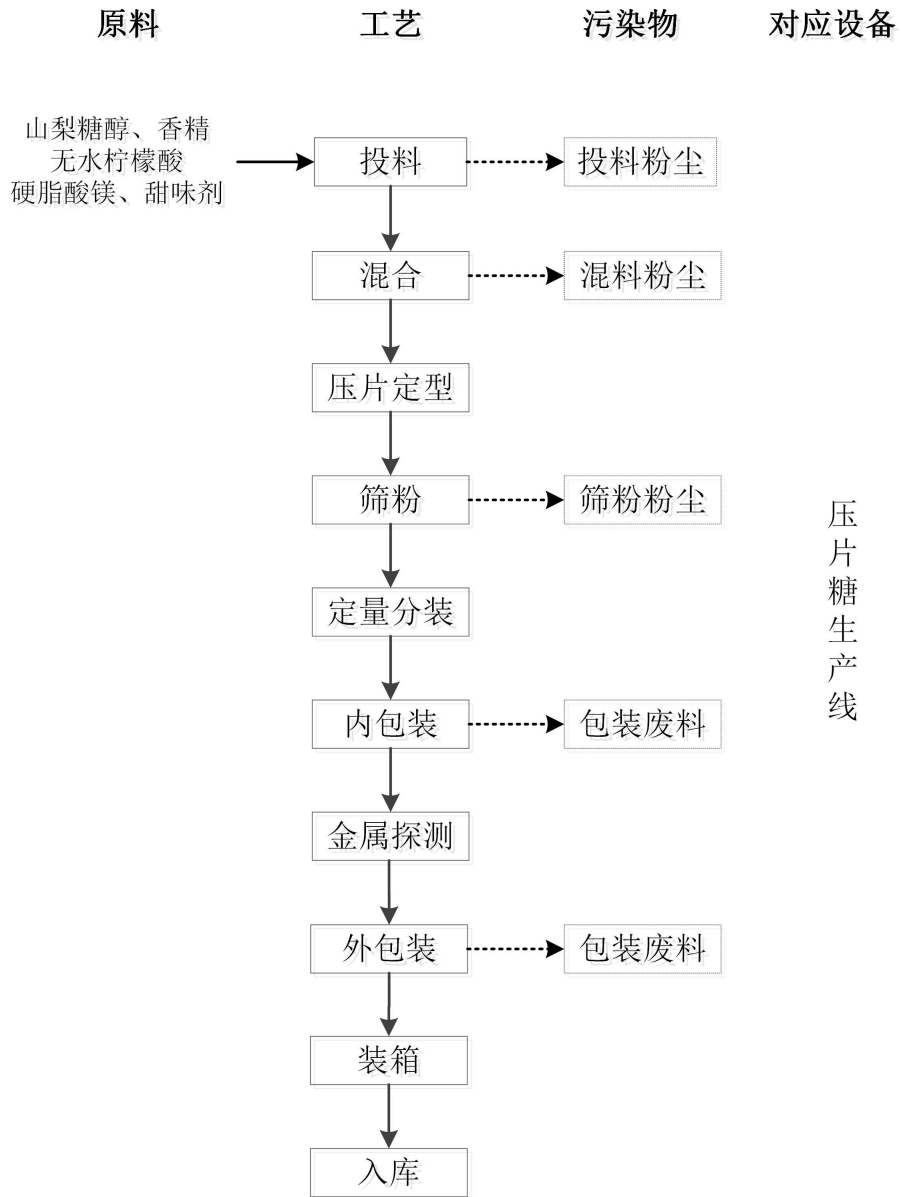 原料
工艺
污染物
对应设备
山梨糖醇、香精
无水柠檬酸
硬脂酸镁、甜味剂
投料
投料粉尘
混合
混料粉尘
压片定型
筛粉
筛粉粉尘
定量分装
内包装
包装废料
金属探测
外包装
包装废料
装箱
入库
压片糖生产线